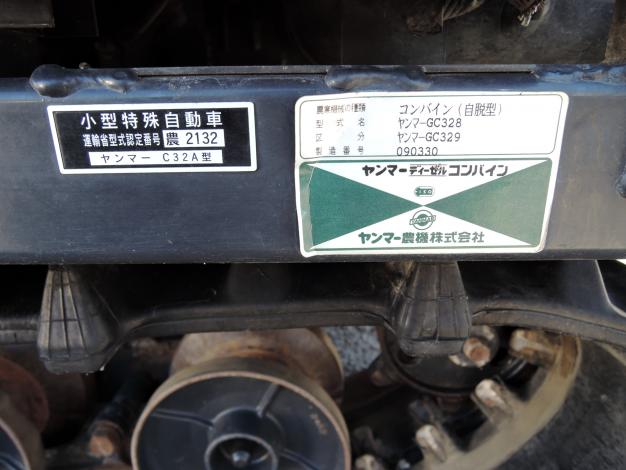 小型特殊自動車
運輸省型式認定番号 農 2132
ヤンマー C32A型
農業機械の種類 コンバイン(自脱型)
型式名 ヤンマーGC328
区分 ヤンマーGC329
製造番号 090330
ヤンマーディーゼルコンバイン
YANMAR
ヤンマー農機株式会社